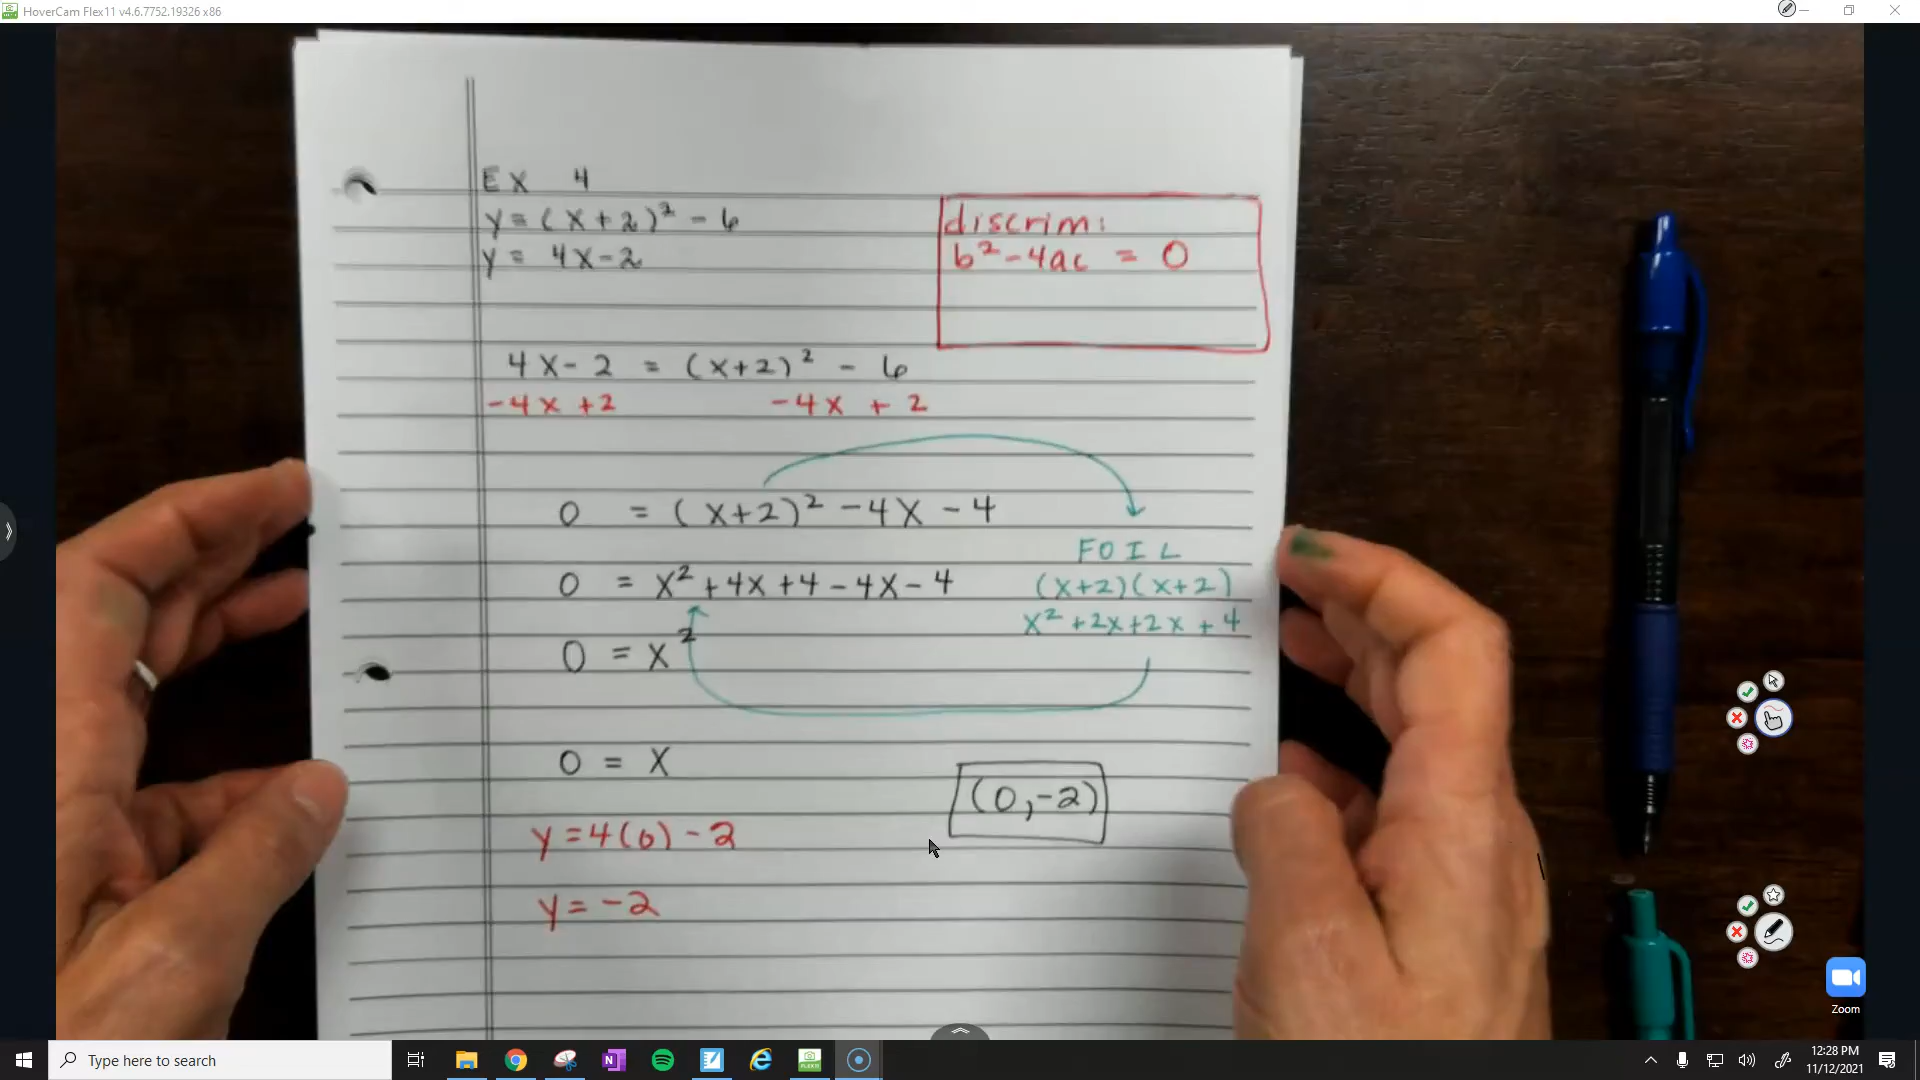 HoverCam Flex11 v4.6.7752.19326 x86
EX 4
y = (x+2)² - 6
y = 4x-2
discrim:
b²-4ac = 0
4x - 2 = (x+2)² - 6
-4x +2 -4x + 2
0 = (x+2)² - 4x - 4
FOIL
0 = x² + 4x + 4 - 4x - 4
(x+2)(x+2)
x² + 2x + 2x + 4
0 = x²
0 = x
(0,-2)
y = 4(0) - 2
y = -2
Zoom
Type here to search
12:28 PM
11/12/2021